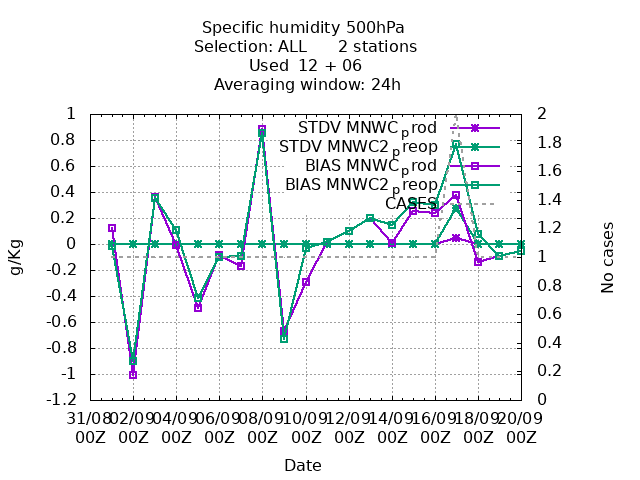 Specific humidity 500hPa
Selection: ALL 2 stations
Used 12 + 06
Averaging window: 24h
STDV MNWC_prod
STDV MNWC2_preop
BIAS MNWC_prod
BIAS MNWC2_preop
CASES
g/Kg
1
0.8
0.6
0.4
0.2
0
-0.2
-0.4
-0.6
-0.8
-1
-1.2
No cases
2
1.8
1.6
1.4
1.2
1
0.8
0.6
0.4
0.2
0
31/08 02/09 04/09 06/09 08/09 10/09 12/09 14/09 16/09 18/09 20/09
00Z 00Z 00Z 00Z 00Z 00Z 00Z 00Z 00Z 00Z 00Z
Date